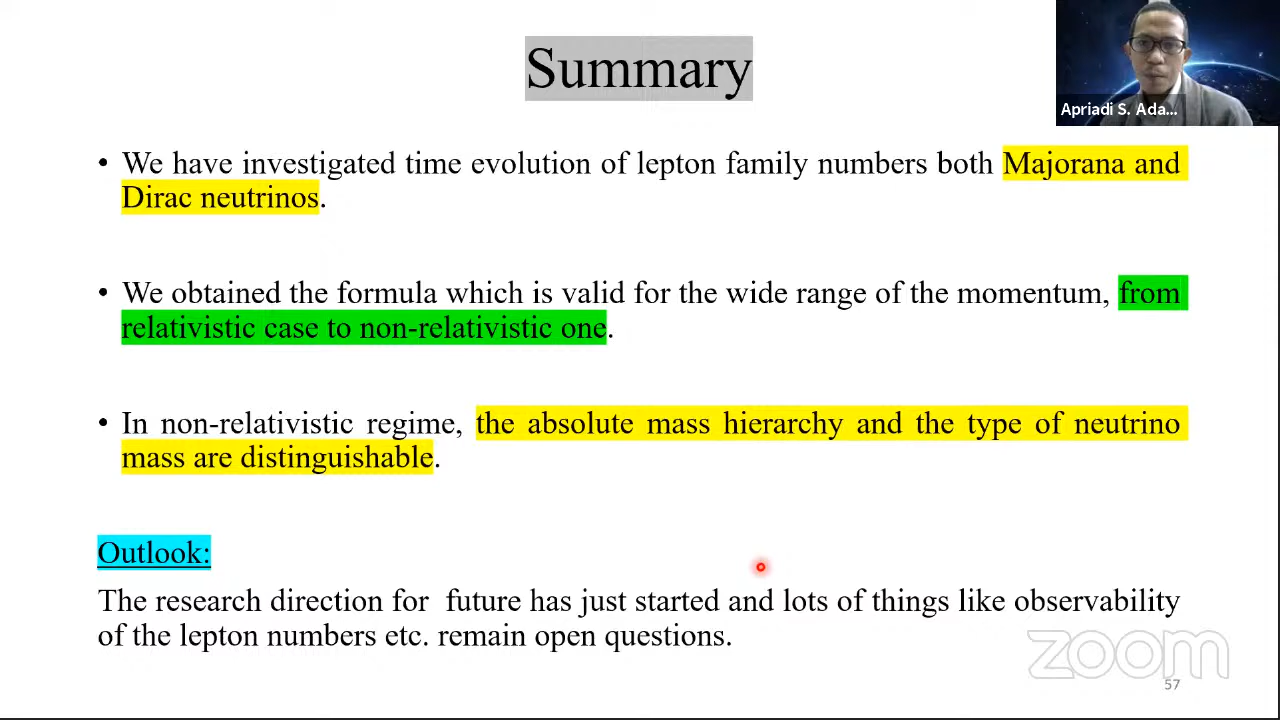 Summary
Apriadi S. Ada...
• We have investigated time evolution of lepton family numbers both Majorana and
Dirac neutrinos.
• We obtained the formula which is valid for the wide range of the momentum, from
relativistic case to non-relativistic one.
• In non-relativistic regime, the absolute mass hierarchy and the type of neutrino
mass are distinguishable.
Outlook:
The research direction for future has just started and lots of things like observability
of the lepton numbers etc. remain open questions.
zoom
57